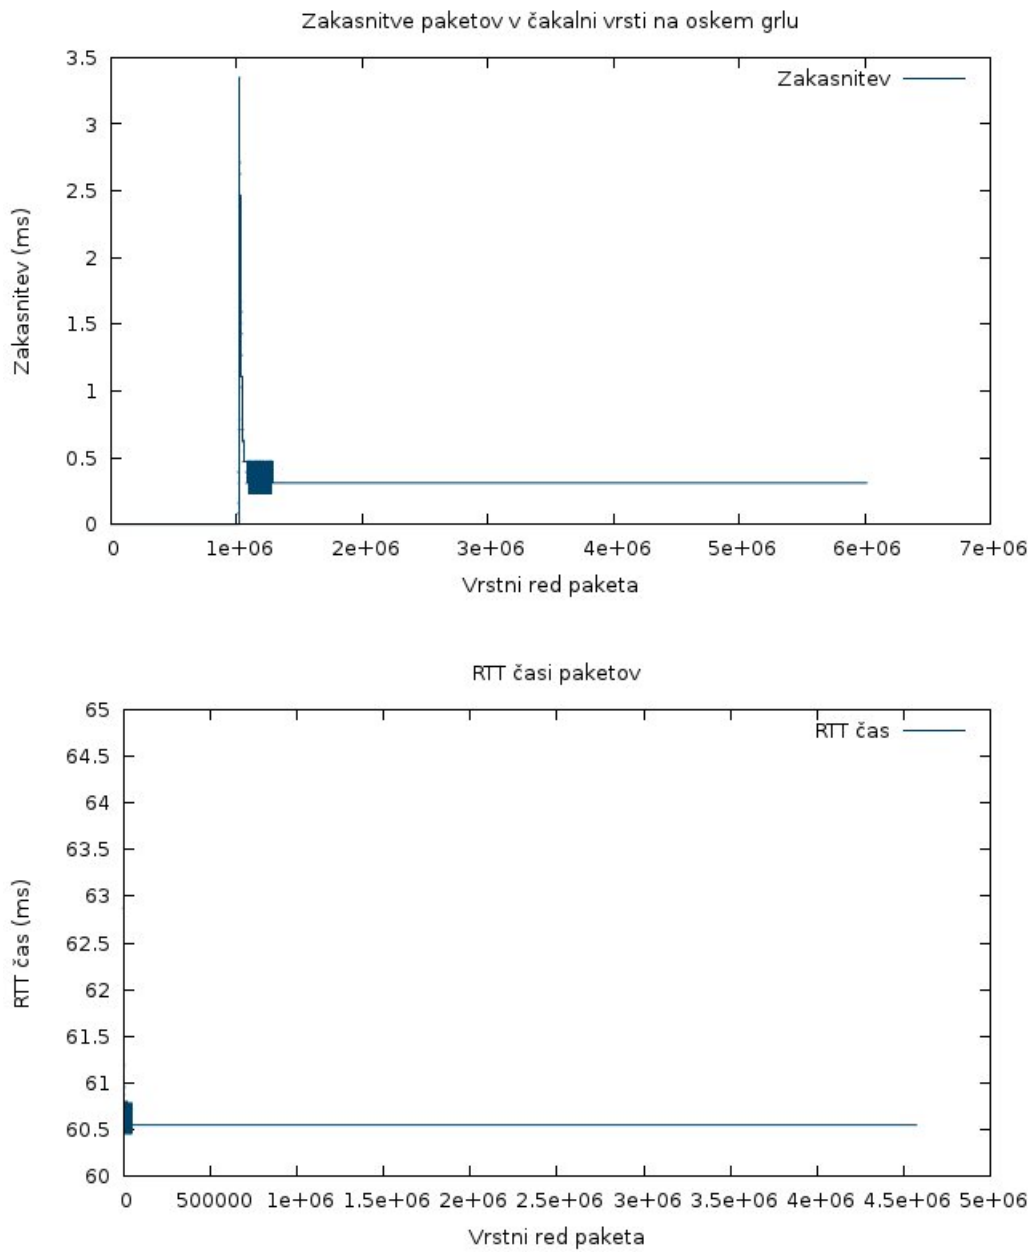 Zakasnitve paketov v čakalni vrsti na oskem grlu
3.5
Zakasnitev
3
2.5
2
1.5
1
0.5
0
Zakasnitev (ms)
0 1e+06 2e+06 3e+06 4e+06 5e+06 6e+06 7e+06
Vrstni red paketa
RTT časi paketov
65
RTT čas
64.5
64
63.5
63
62.5
62
61.5
61
60.5
60
RTT čas (ms)
0 500000 1e+06 1.5e+06 2e+06 2.5e+06 3e+06 3.5e+06 4e+06 4.5e+06 5e+06
Vrstni red paketa